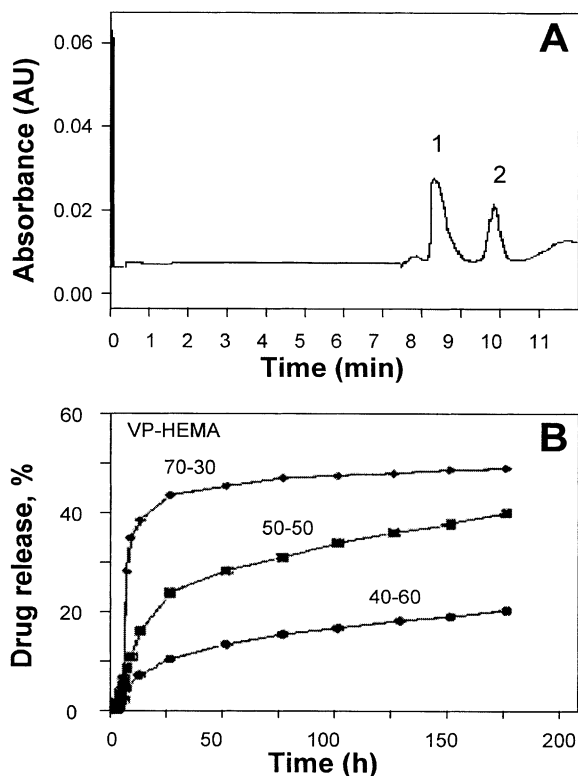 A
Absorbance (AU)
0.06
0.04
0.02
0.00
1
2
0 1 2 3 4 5 6 7 8 9 10 11
Time (min)
B
Drug release, %
60
40
20
0
VP-HEMA
70-30
50-50
40-60
0 50 100 150 200
Time (h)